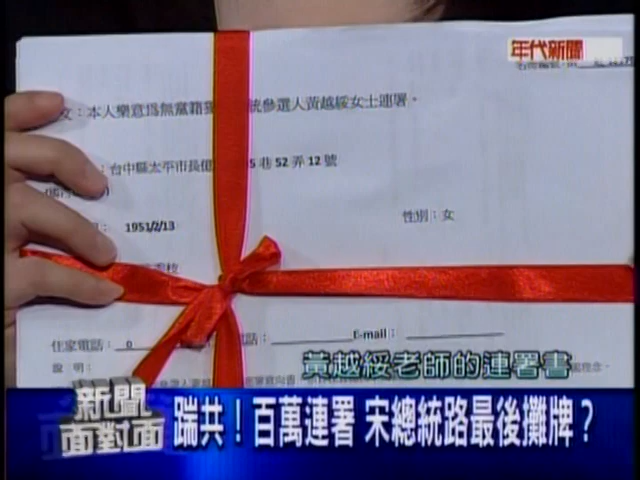 年代新聞
文：本人樂意為無黨籍 統參選人黃越綏女士連署。
：台中縣太平市長億 5 巷 52 弄 12 號
1951/2/13
性別：女
住家電話： 0
話：
E-mail：
說 明：
黃越綏老師的連署書
新聞面對面
踹共！百萬連署 宋總統路最後攤牌？